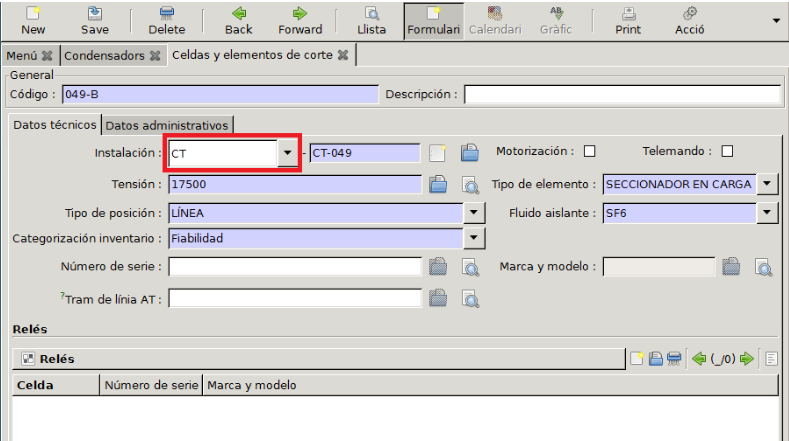 New Save Delete Back Forward Llista Formulari Calendari Gràfic Print Acció
Menú Condensadors Celdas y elementos de corte
General
Código : 049-B Descripción :
Datos técnicos Datos administrativos
Instalación : CT - CT-049 Motorización : Telemando :
Tensión : 17500 Tipo de elemento : SECCIONADOR EN CARGA
Tipo de posición : LÍNEA Fluido aislante : SF6
Categorización inventario : Fiabilidad
Número de serie : Marca y modelo :
?Tram de línia AT :
Relés
Relés (_/0)
Celda Número de serie Marca y modelo